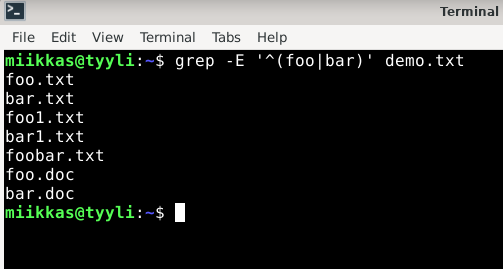 Terminal
File Edit View Terminal Tabs Help
miikkas@tyyli:~$ grep -E '^(foo|bar)' demo.txt
foo.txt
bar.txt
foo1.txt
bar1.txt
foobar.txt
foo.doc
bar.doc
miikkas@tyyli:~$